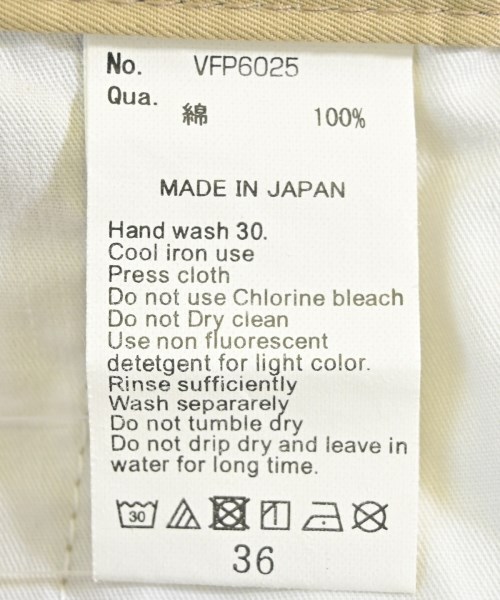 No. VFP6025
Qua.
綿 100%
MADE IN JAPAN
Hand wash 30.
Cool iron use
Press cloth
Do not use Chlorine bleach
Do not Dry clean
Use non fluorescent
detetgent for light color.
Rinse sufficiently
Wash separarely
Do not tumble dry
Do not drip dry and leave in
water for long time.
30
36